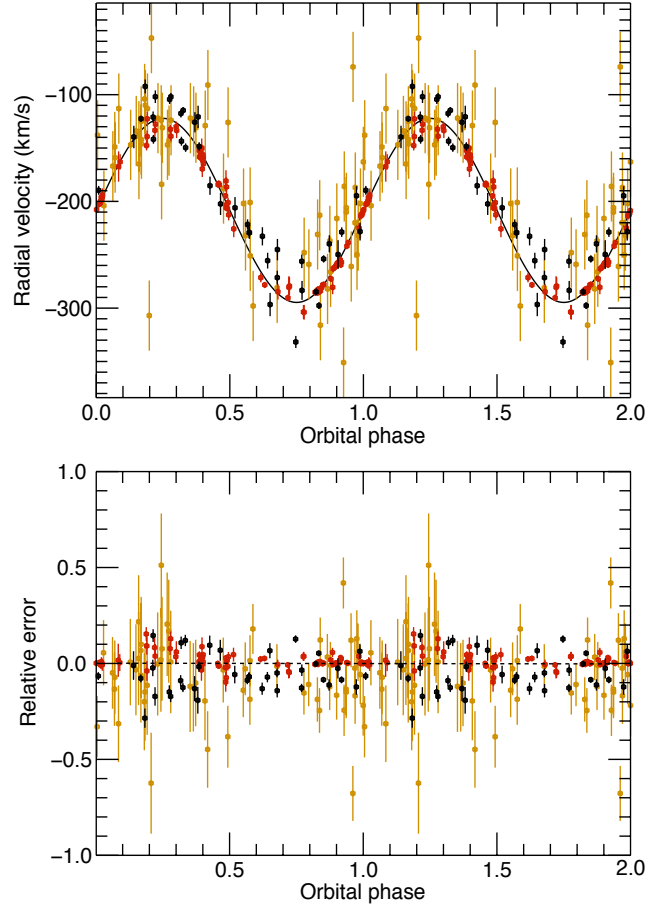 −100
−200
−300
Radial velocity (km/s)
0.0 0.5 1.0 1.5 2.0
Orbital phase
1.0
0.5
0.0
−0.5
−1.0
Relative error
0.5 1.0 1.5 2.0
Orbital phase